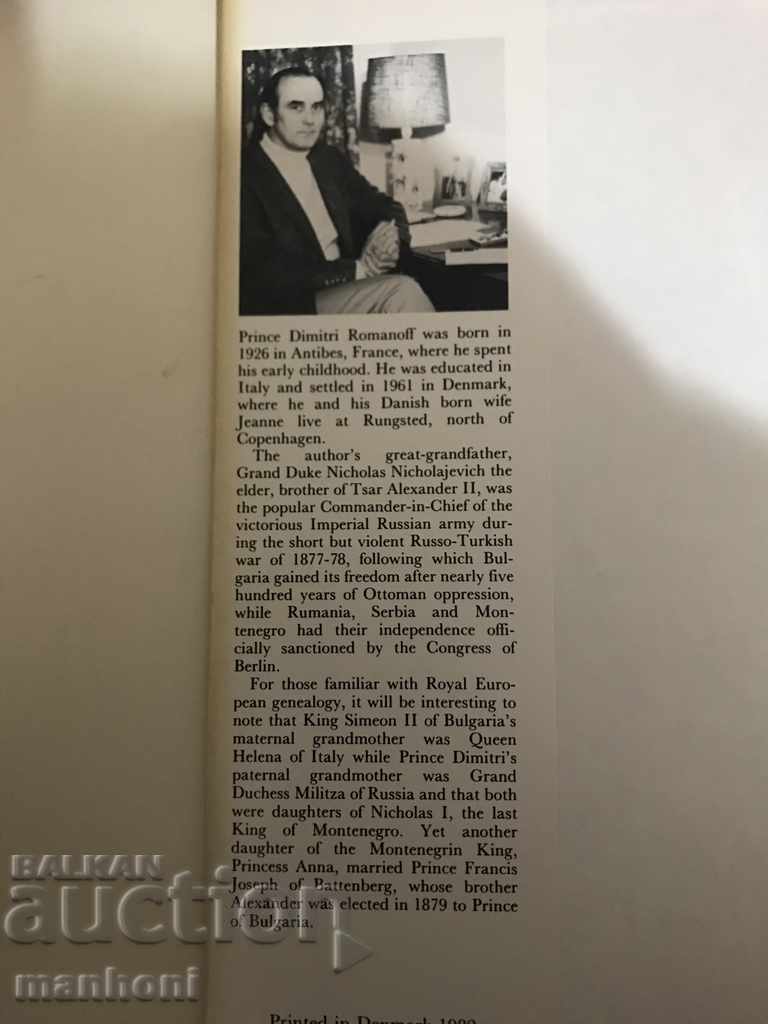 Prince Dimitri Romanoff was born in
1926 in Antibes, France, where he spent
his early childhood. He was educated in
Italy and settled in 1961 in Denmark,
where he and his Danish born wife
Jeanne live at Rungsted, north of
Copenhagen.
The author's great-grandfather,
Grand Duke Nicholas Nicholajevich the
elder, brother of Tsar Alexander II, was
the popular Commander-in-Chief of the
victorious Imperial Russian army dur-
ing the short but violent Russo-Turkish
war of 1877-78, following which Bul-
garia gained its freedom after nearly five
hundred years of Ottoman oppression,
while Rumania, Serbia and Mon-
tenegro had their independence offi-
cially sanctioned by the Congress of
Berlin.
For those familiar with Royal Euro-
pean genealogy, it will be interesting to
note that King Simeon II of Bulgaria's
maternal grandmother was Queen
Helena of Italy while Prince Dimitri's
paternal grandmother was Grand
Duchess Militza of Russia and that both
were daughters of Nicholas I, the last
King of Montenegro. Yet another
daughter of the Montenegrin King,
Princess Anna, married Prince Francis
Joseph of Battenberg, whose brother
Alexander was elected in 1879 to Prince
of Bulgaria.
BALKAN
auction
manhoni
Printed in Denmark